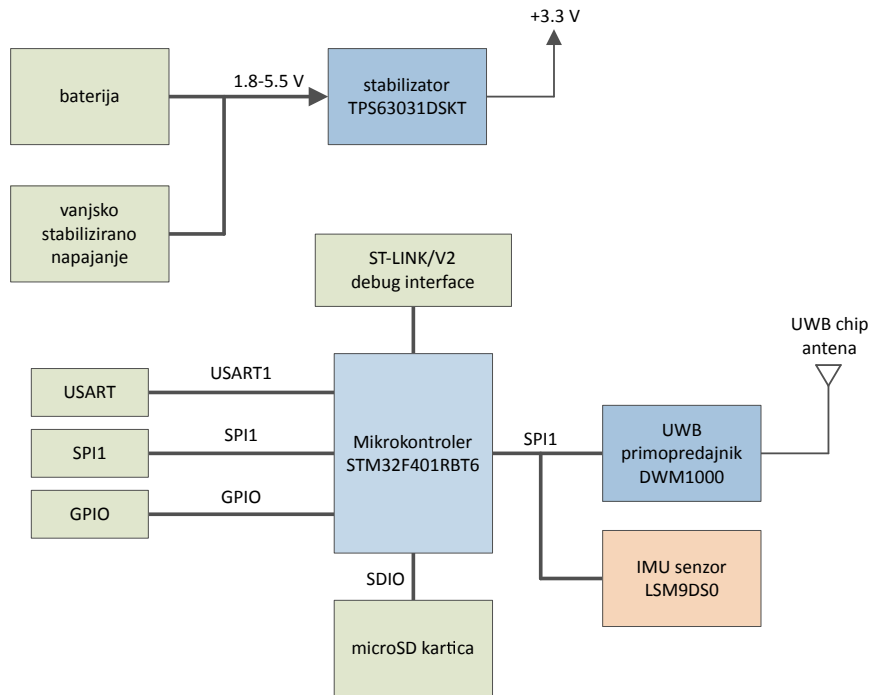 +3.3 V
baterija
1.8-5.5 V
stabilizator
TPS63031DSKT
vanjsko
stabilizirano
napajanje
ST-LINK/V2
debug interface
UWB chip
antena
USART
USART1
SPI1
SPI1
GPIO
GPIO
Mikrokontroler
STM32F401RBT6
SPI1
UWB
primopredajnik
DWM1000
IMU senzor
LSM9DS0
SDIO
microSD kartica